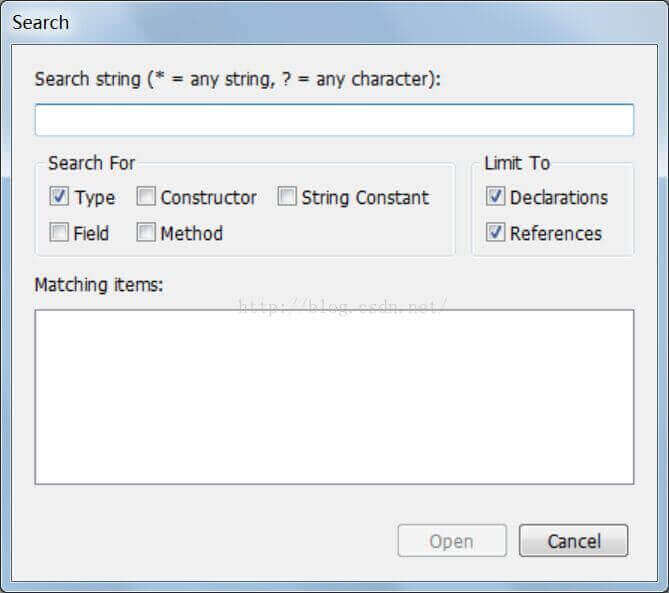 Search
Search string (* = any string, ? = any character):
Search For
Type Constructor String Constant
Field Method
Limit To
Declarations
References
Matching items:
http://blog.csdn.net/
Open Cancel